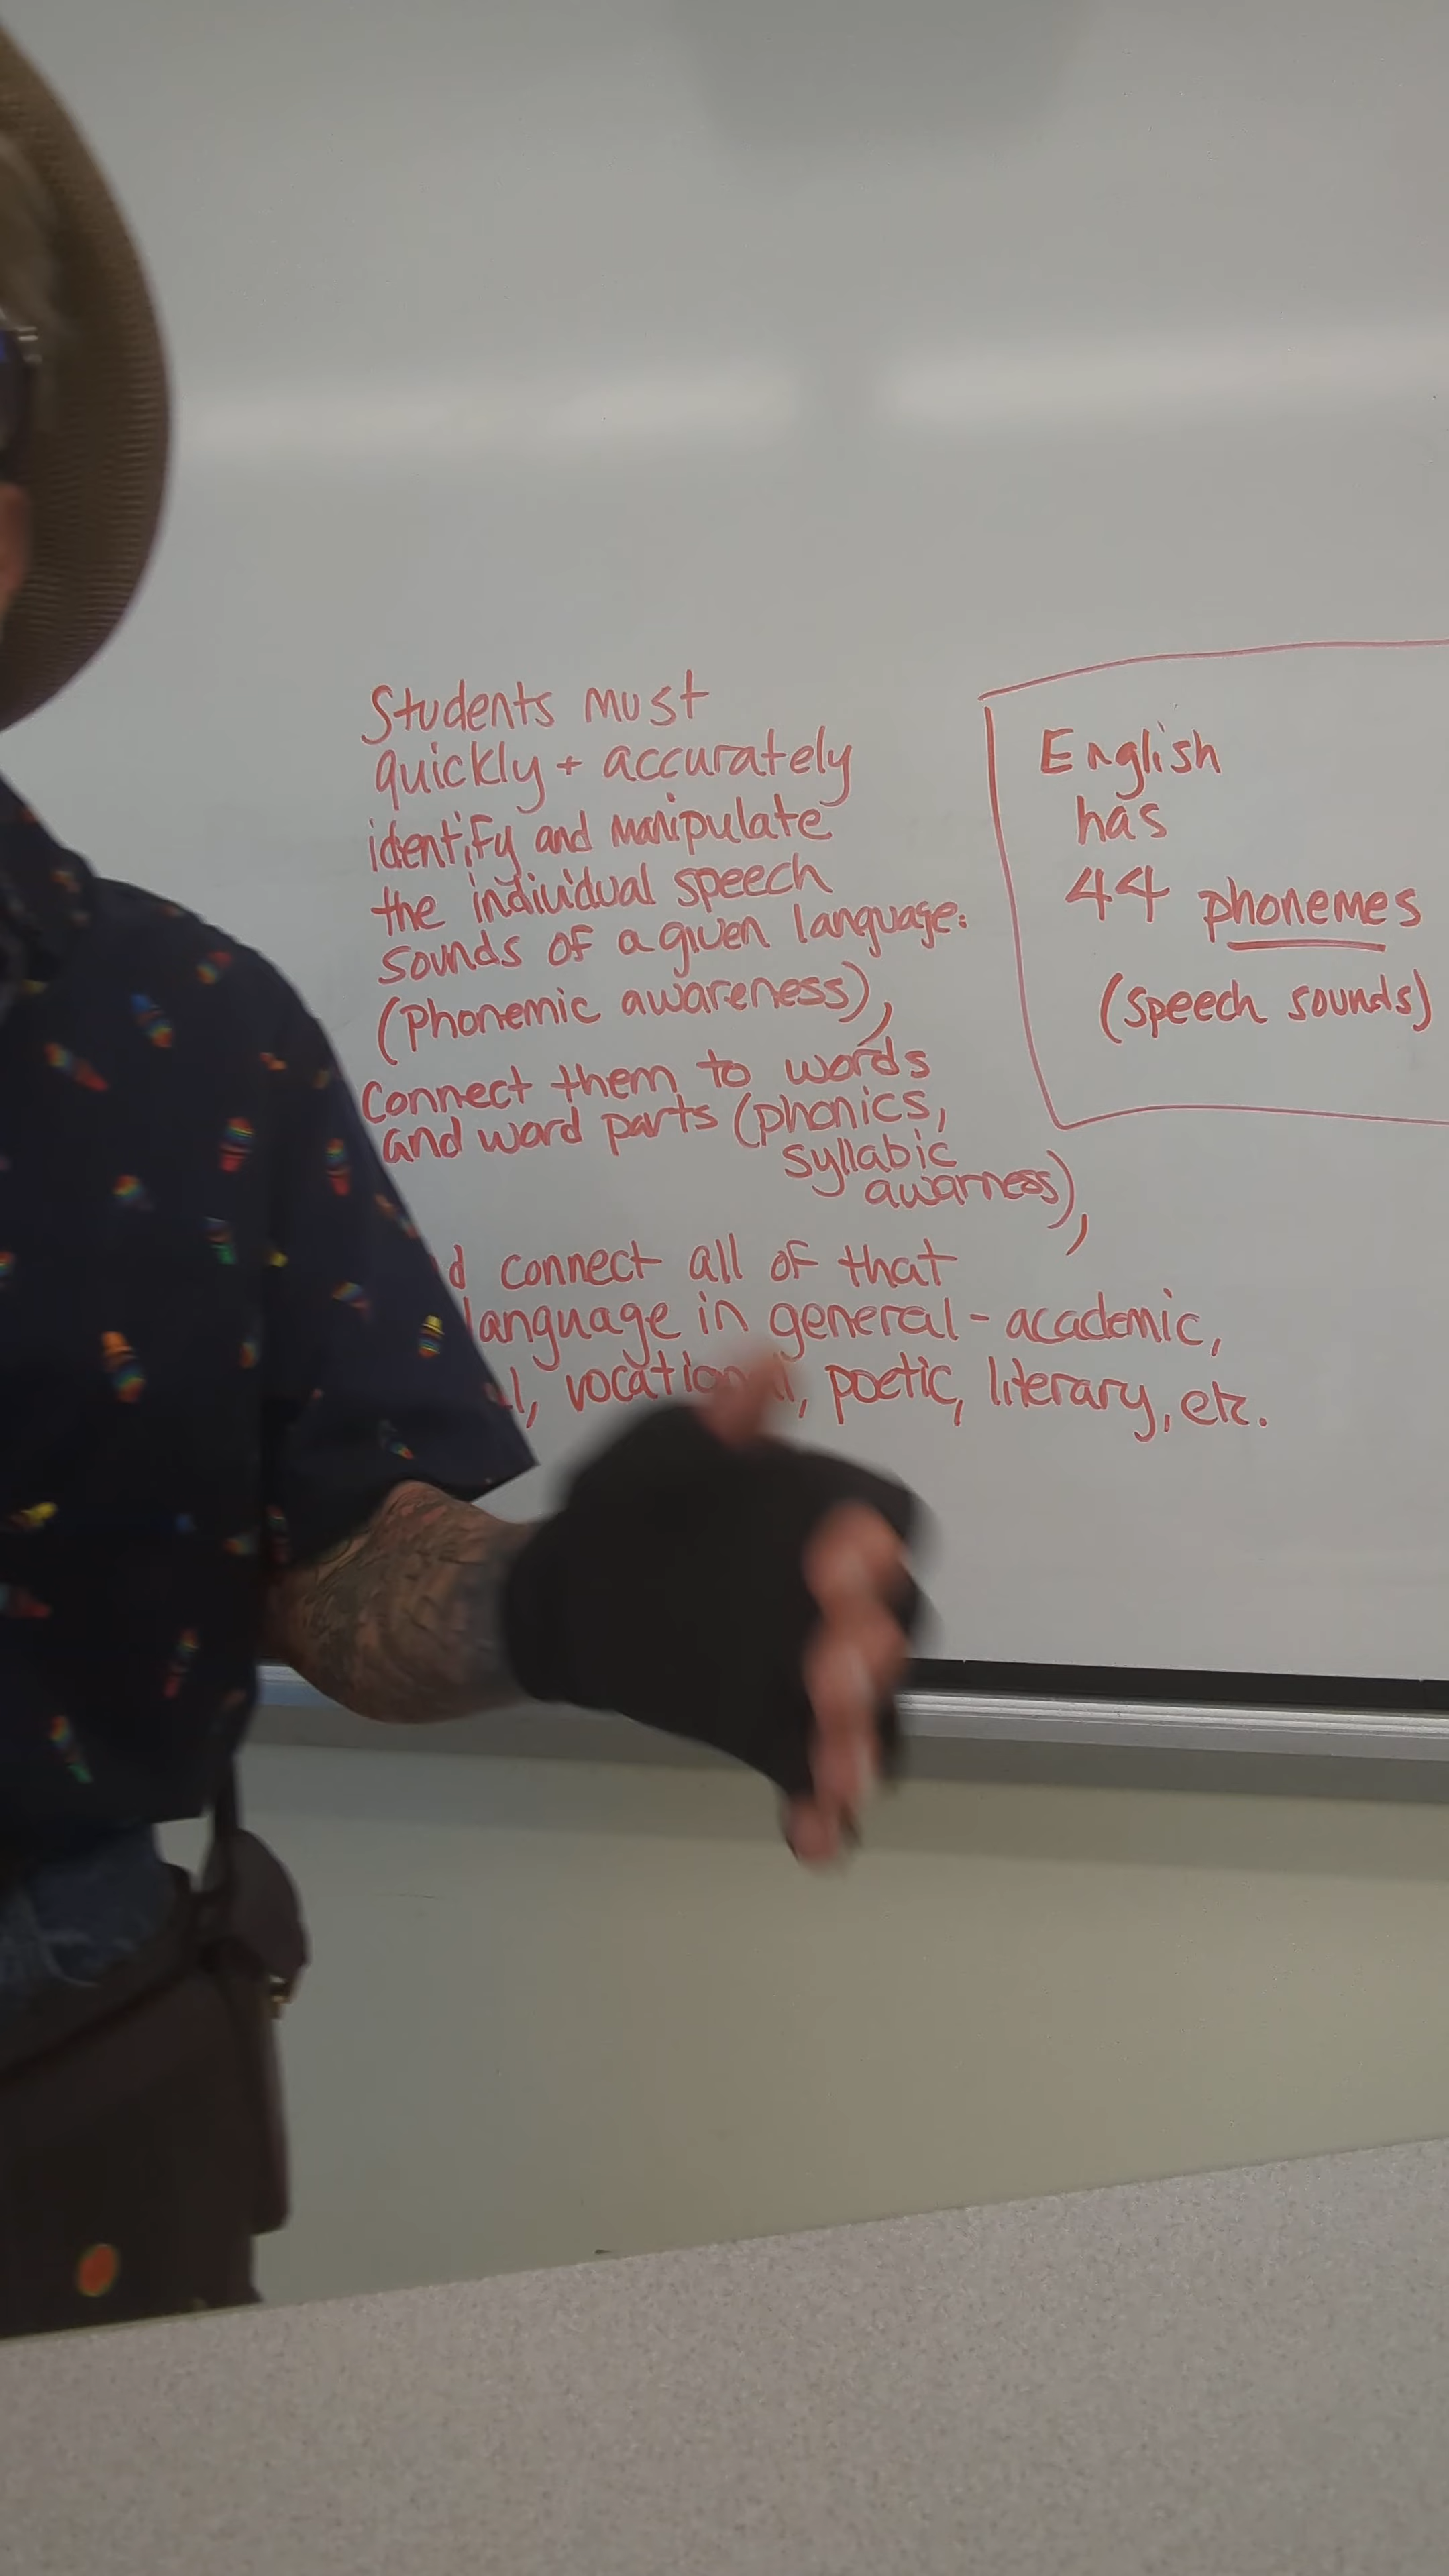 Students must
quickly + accurately
identify and manipulate
the individual speech
sounds of a given language.
(Phonemic awareness),
Connect them to words
and word parts (phonics,
syllabic
awarness),
connect all of that
language in general - academic,
poetic, literary, etc.
English
has
44 phonemes
(speech sounds)